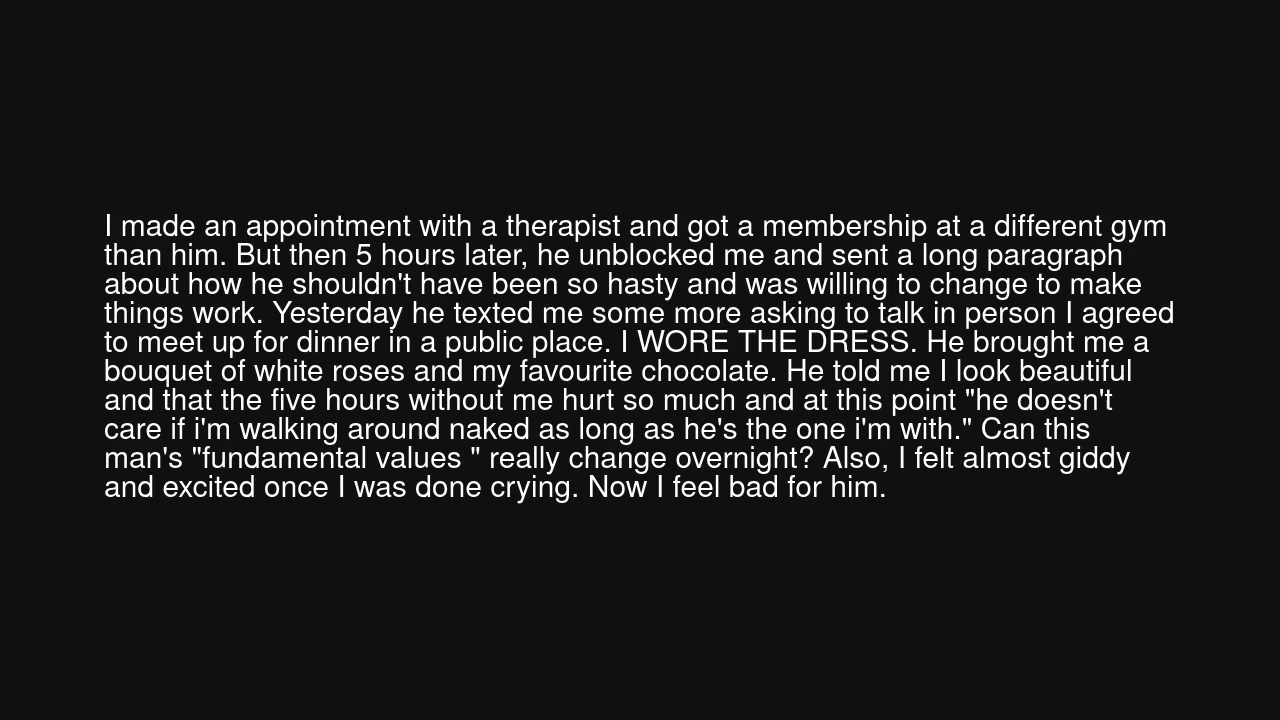 I made an appointment with a therapist and got a membership at a different gym
than him. But then 5 hours later, he unblocked me and sent a long paragraph
about how he shouldn't have been so hasty and was willing to change to make
things work. Yesterday he texted me some more asking to talk in person I agreed
to meet up for dinner in a public place. I WORE THE DRESS. He brought me a
bouquet of white roses and my favourite chocolate. He told me I look beautiful
and that the five hours without me hurt so much and at this point "he doesn't
care if i'm walking around naked as long as he's the one i'm with." Can this
man's "fundamental values " really change overnight? Also, I felt almost giddy
and excited once I was done crying. Now I feel bad for him.